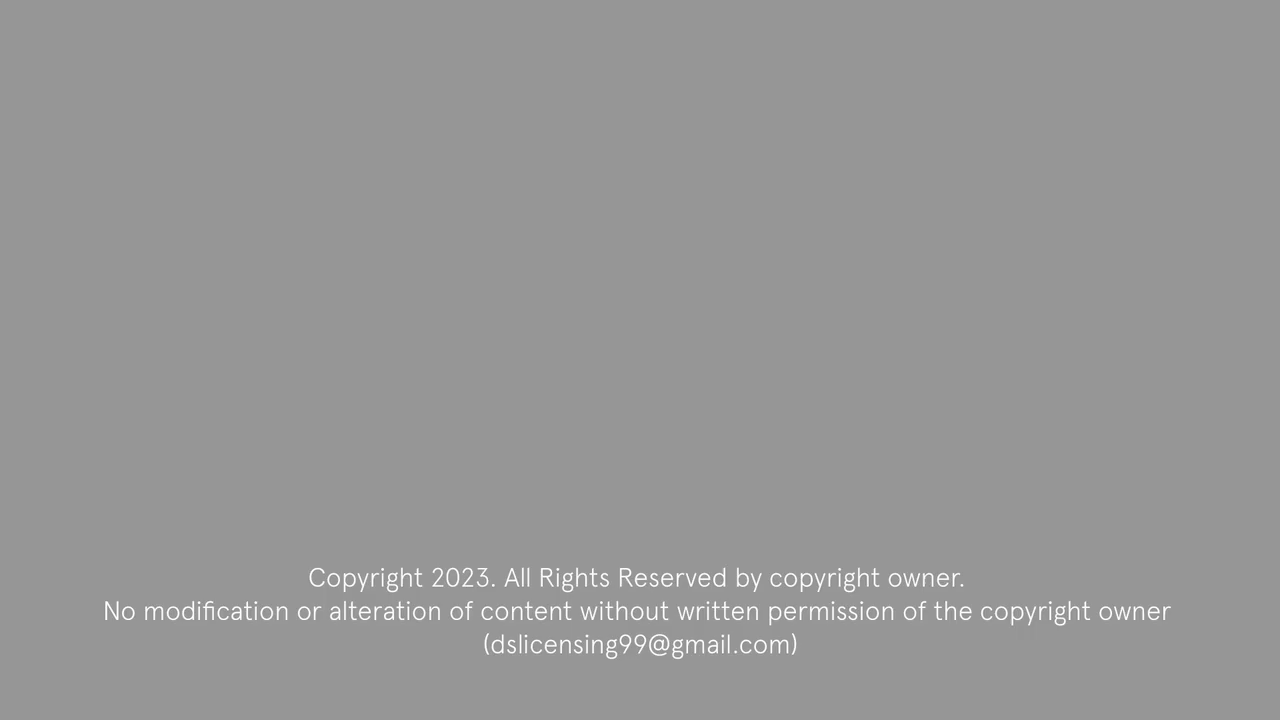 Copyright 2023. All Rights Reserved by copyright owner.
No modification or alteration of content without written permission of the copyright owner
(dslicensing99@gmail.com)